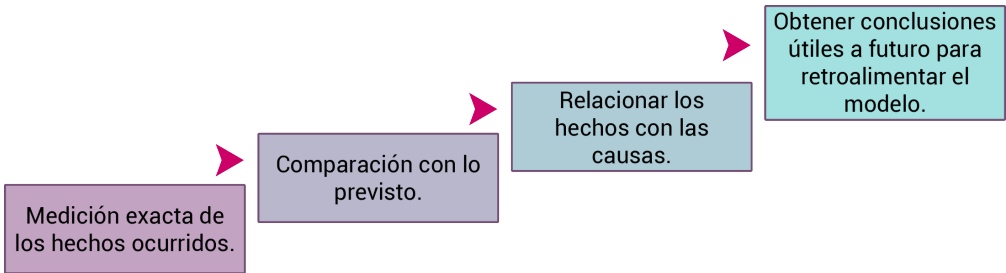 Medición exacta de
los hechos ocurridos.
Comparación con lo
previsto.
Relacionar los
hechos con las
causas.
Obtener conclusiones
útiles a futuro para
retroalimentar el
modelo.